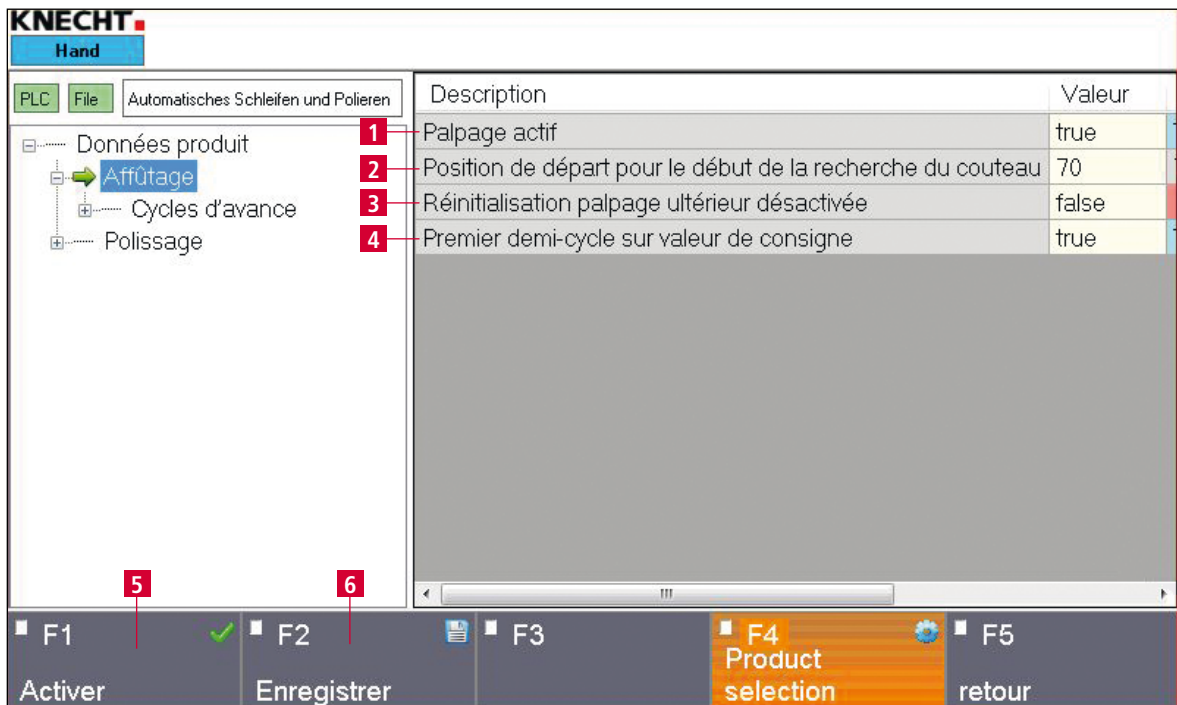 KNECHT
Hand
PLC File Automatisches Schleifen und Polieren
Données produit
Affûtage
Cycles d'avance
Polissage
Description Valeur
1 Palpage actif true
2 Position de départ pour le début de la recherche du couteau 70
3 Réinitialisation palpage ultérieur désactivée false
4 Premier demi-cycle sur valeur de consigne true
5 6
F1 Activer
F2 Enregistrer
F3
F4 Product selection
F5 retour